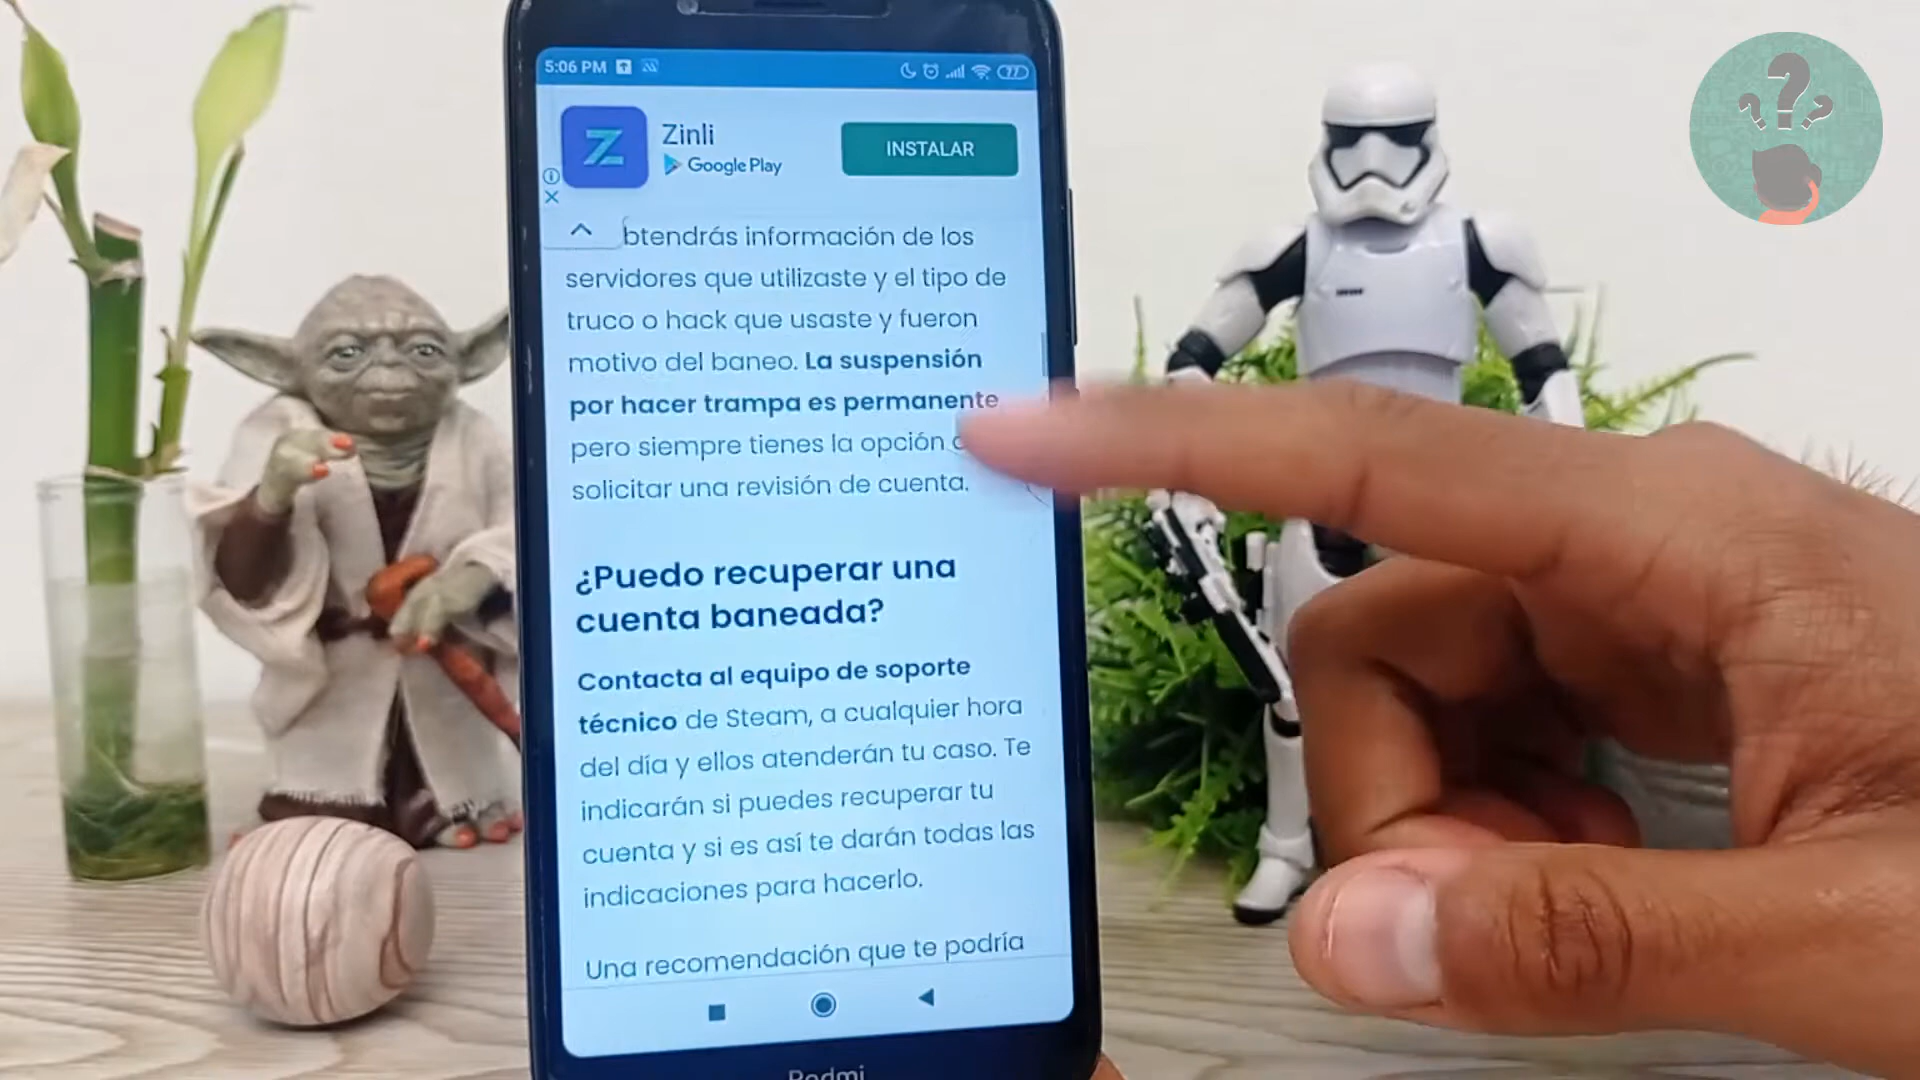 5:06 PM
77
Zinli
Google Play
INSTALAR
btendrás información de los
servidores que utilizaste y el tipo de
truco o hack que usaste y fueron
motivo del baneo. La suspensión
por hacer trampa es permanente
pero siempre tienes la opción
solicitar una revisión de cuenta.
¿Puedo recuperar una
cuenta baneada?
Contacta al equipo de soporte
técnico de Steam, a cualquier hora
del día y ellos atenderán tu caso. Te
indicarán si puedes recuperar tu
cuenta y si es así te darán todas las
indicaciones para hacerlo.
Una recomendación que te podría
Redmi